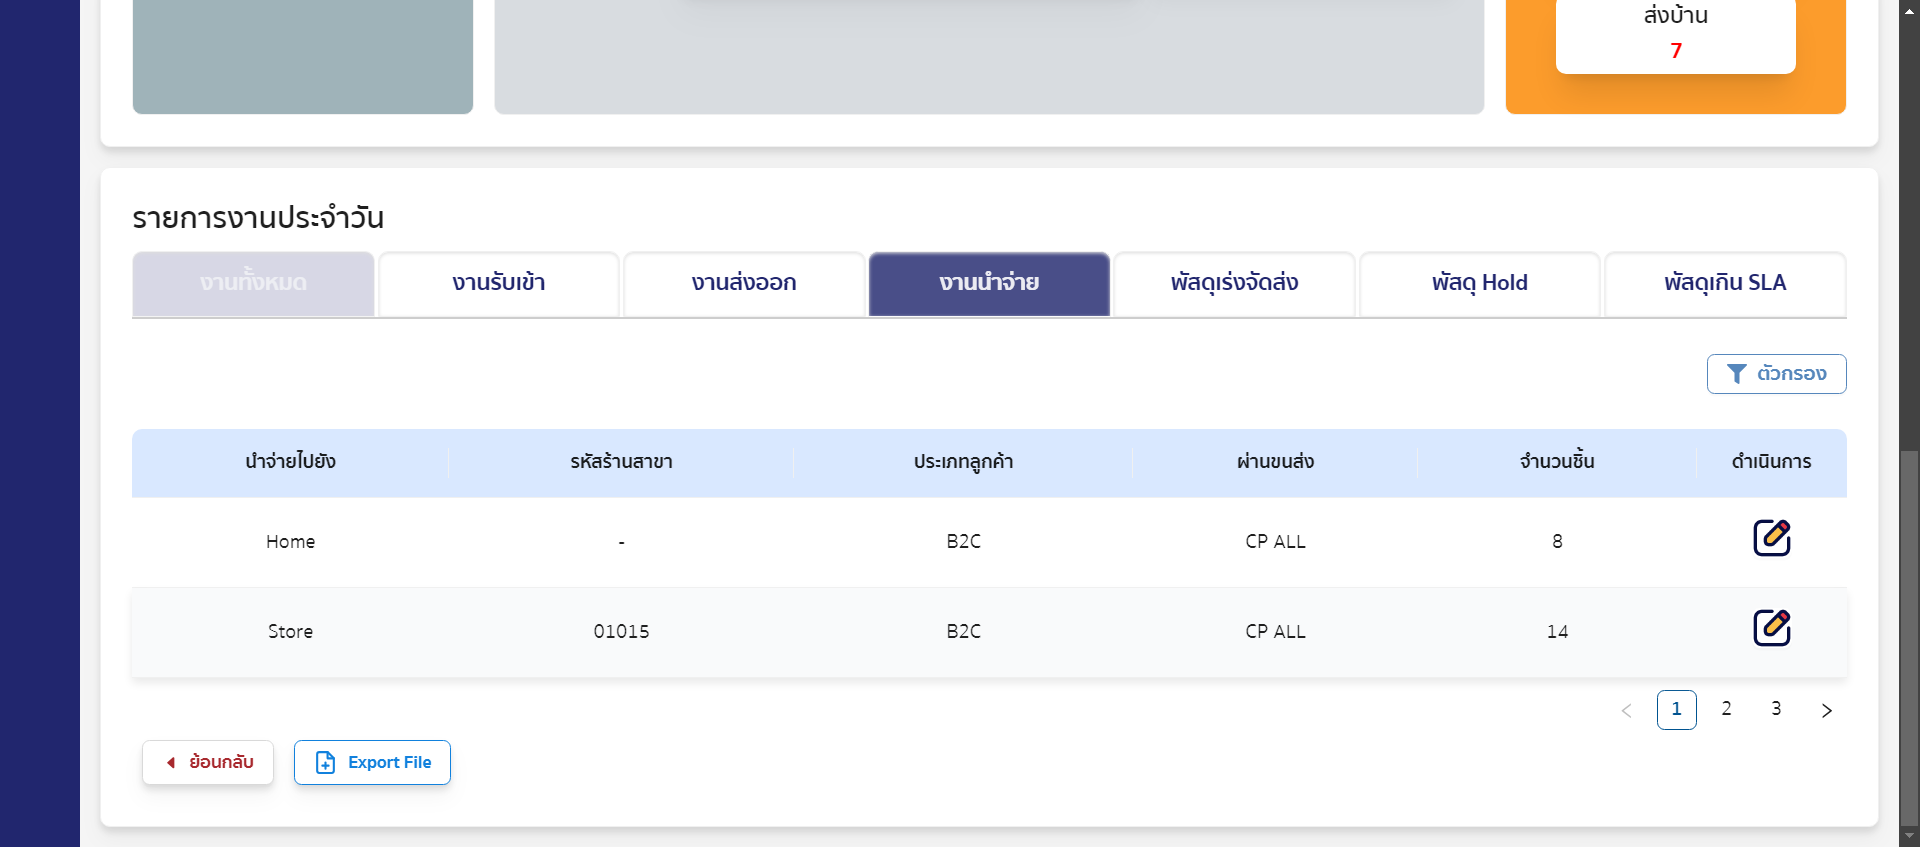 ส่งบ้าน
7
รายการงานประจำวัน
งานทั้งหมด งานรับเข้า งานส่งออก งานนำจ่าย พัสดุเร่งจัดส่ง พัสดุ Hold พัสดุเกิน SLA
ตัวกรอง
นำจ่ายไปยัง รหัสร้านสาขา ประเภทลูกค้า ผ่านขนส่ง จำนวนชิ้น ดำเนินการ
Home - B2C CP ALL 8
Store 01015 B2C CP ALL 14
1 2 3
ย้อนกลับ Export File